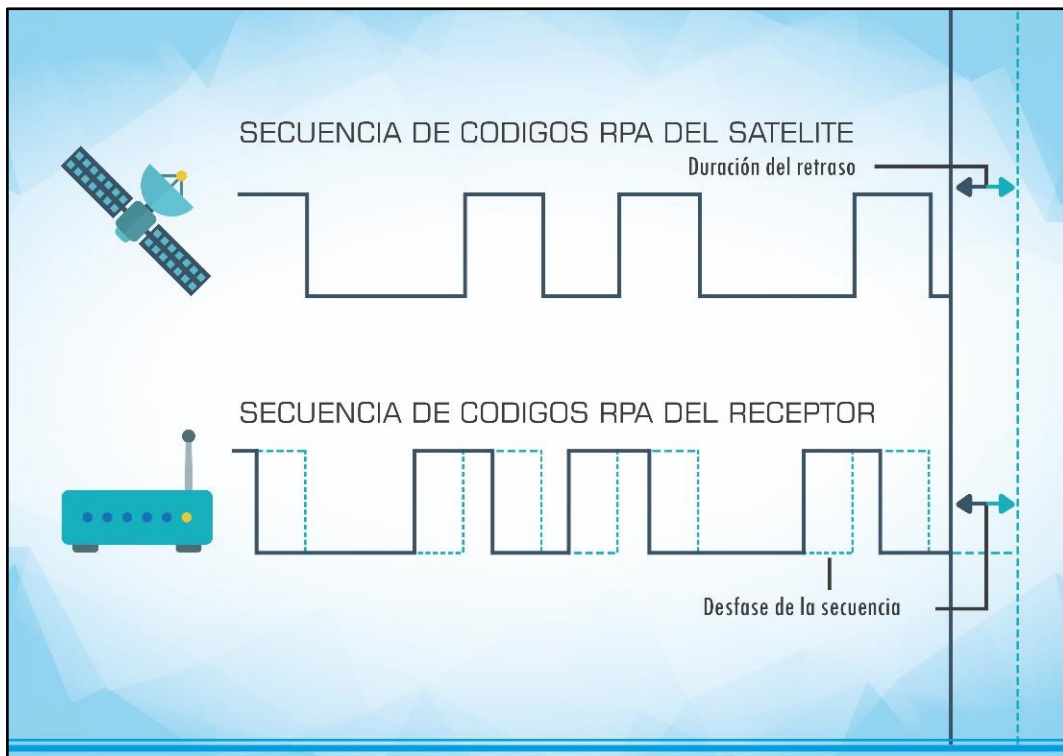 SECUENCIA DE CODIGOS RPA DEL SATELITE
Duración del retraso
SECUENCIA DE CODIGOS RPA DEL RECEPTOR
Desfase de la secuencia